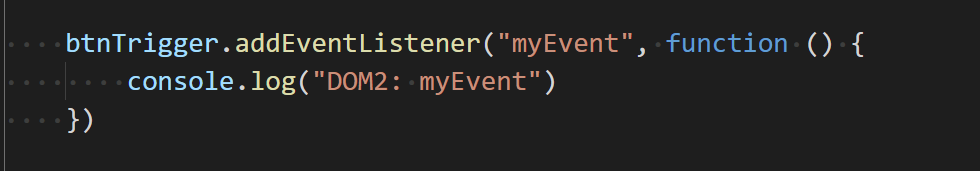 btnTrigger.addEventListener("myEvent", function () {
console.log("DOM2: myEvent")
})